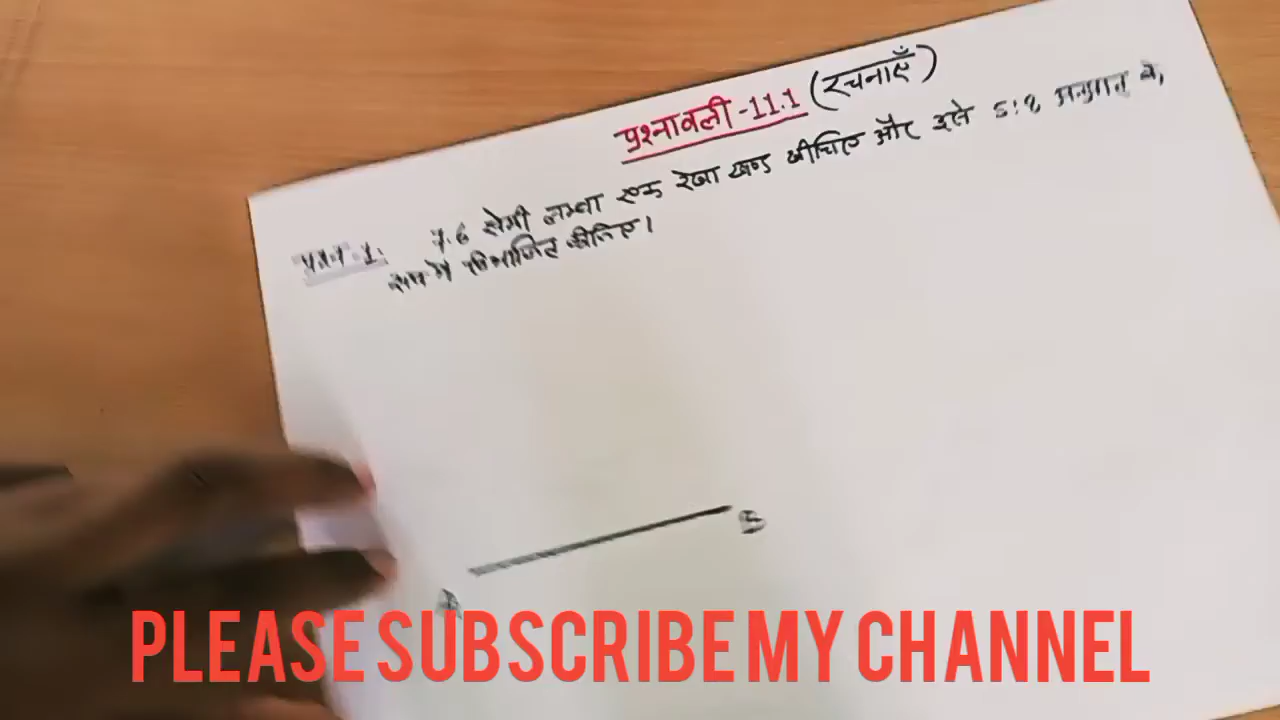 प्रश्नावली-11.1 (रचनाएँ)
प्रश्न 1. 7.6 सेमी लम्बा एक रेखा खण्ड खींचिए और इसे 5:8 अनुपात के,
रूप में विभाजित कीजिए।
A B
PLEASE SUBSCRIBE MY CHANNEL